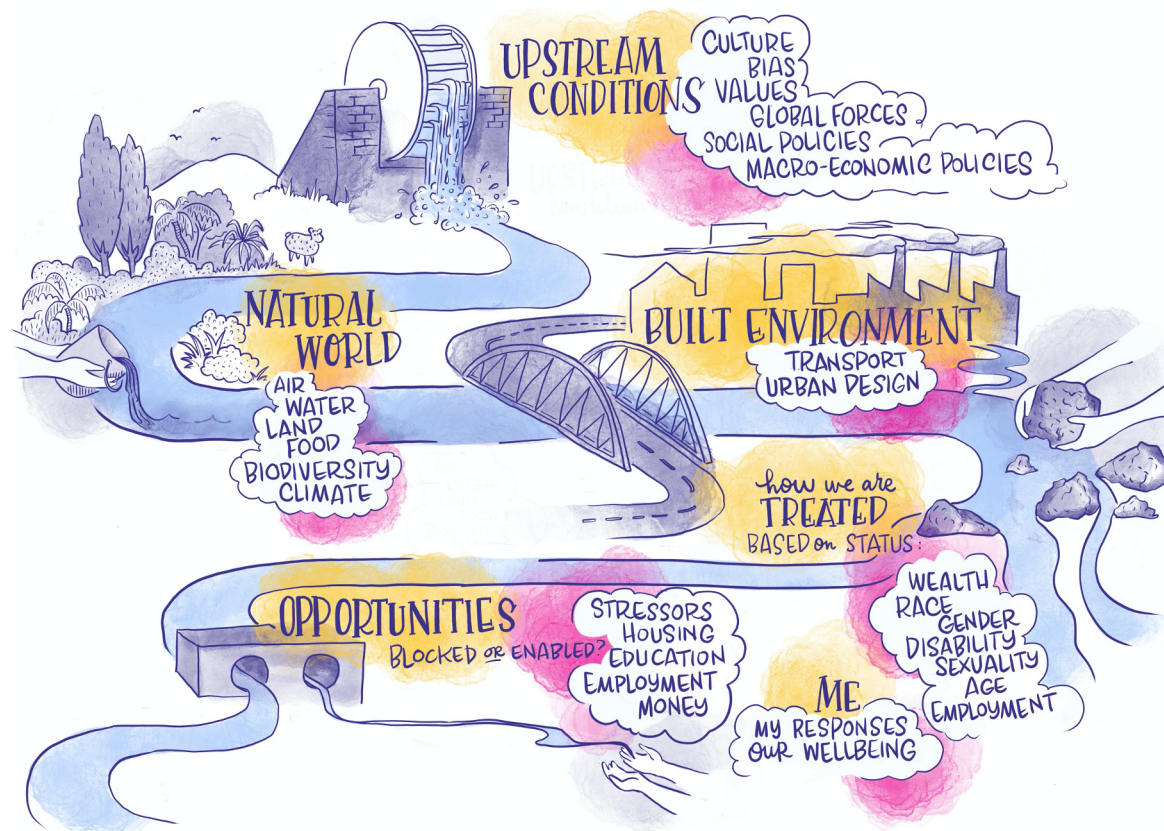 UPSTREAM
CONDITIONS
CULTURE
BIAS
VALUES
GLOBAL FORCES
SOCIAL POLICIES
MACRO-ECONOMIC POLICIES
NATURAL
WORLD
AIR
WATER
LAND
FOOD
BIODIVERSITY
CLIMATE
BUILT ENVIRONMENT
TRANSPORT
URBAN DESIGN
how we are
TREATED
BASED on STATUS:
WEALTH
RACE
GENDER
DISABILITY
SEXUALITY
AGE
EMPLOYMENT
OPPORTUNITIES
BLOCKED OR ENABLED?
STRESSORS
HOUSING
EDUCATION
EMPLOYMENT
MONEY
ME
MY RESPONSES
OUR WELLBEING